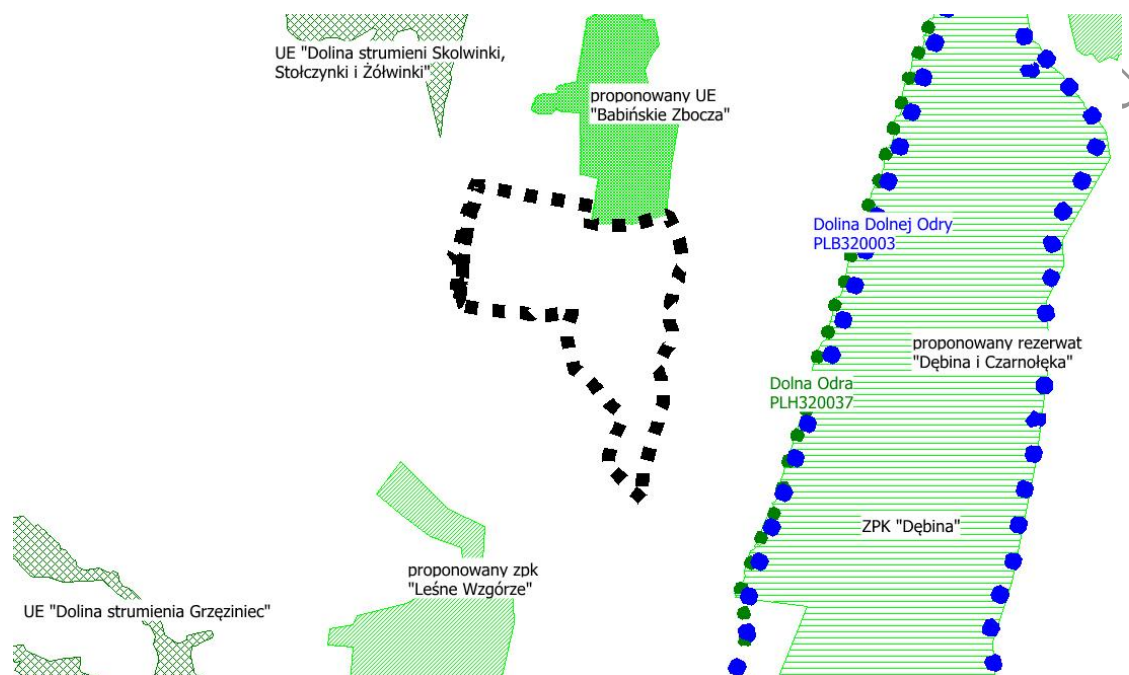 UE "Dolina strumieni Skolwinki,
Stołczynki i Żółwinki"
proponowany UE
"Babińskie Zbocza"
Dolina Dolnej Odry
PLB320003
proponowany rezerwat
"Dębina i Czarnołęka"
Dolna Odra
PLH320037
ZPK "Dębina"
proponowany zpk
"Leśne Wzgórze"
UE "Dolina strumienia Grzęziniec"